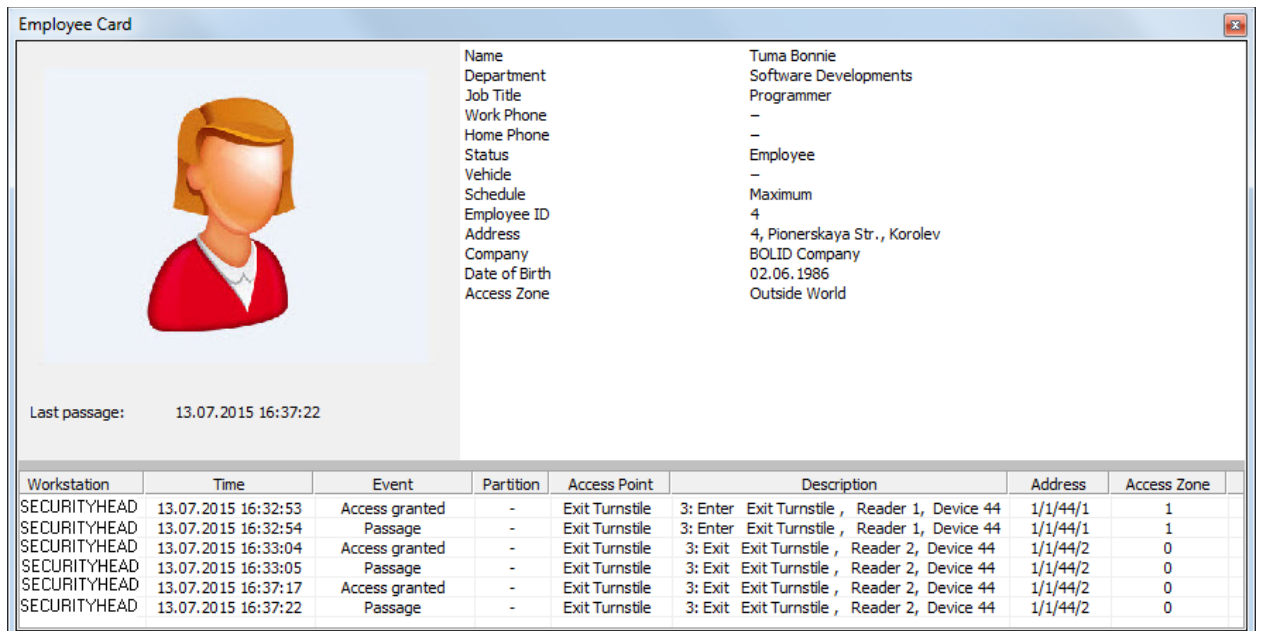 Employee Card
Name Tuma Bonnie
Department Software Developments
Job Title Programmer
Work Phone –
Home Phone –
Status Employee
Vehicle –
Schedule Maximum
Employee ID 4
Address 4, Pionerskaya Str., Korolev
Company BOLID Company
Date of Birth 02.06.1986
Access Zone Outside World
Last passage: 13.07.2015 16:37:22
Workstation Time Event Partition Access Point Description Address Access Zone
SECURITYHEAD 13.07.2015 16:32:53 Access granted - Exit Turnstile 3: Enter Exit Turnstile , Reader 1, Device 44 1/1/44/1 1
SECURITYHEAD 13.07.2015 16:32:54 Passage - Exit Turnstile 3: Enter Exit Turnstile , Reader 1, Device 44 1/1/44/1 1
SECURITYHEAD 13.07.2015 16:33:04 Access granted - Exit Turnstile 3: Exit Exit Turnstile , Reader 2, Device 44 1/1/44/2 0
SECURITYHEAD 13.07.2015 16:33:05 Passage - Exit Turnstile 3: Exit Exit Turnstile , Reader 2, Device 44 1/1/44/2 0
SECURITYHEAD 13.07.2015 16:37:17 Access granted - Exit Turnstile 3: Exit Exit Turnstile , Reader 2, Device 44 1/1/44/2 0
SECURITYHEAD 13.07.2015 16:37:22 Passage - Exit Turnstile 3: Exit Exit Turnstile , Reader 2, Device 44 1/1/44/2 0